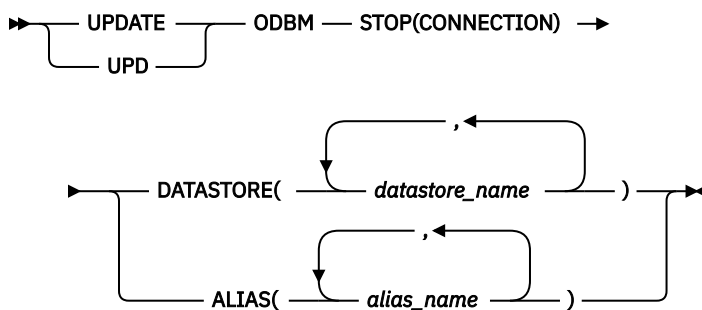 UPDATE ODBM STOP(CONNECTION)
UPD
,
DATASTORE( datastore_name )
,
ALIAS( alias_name )